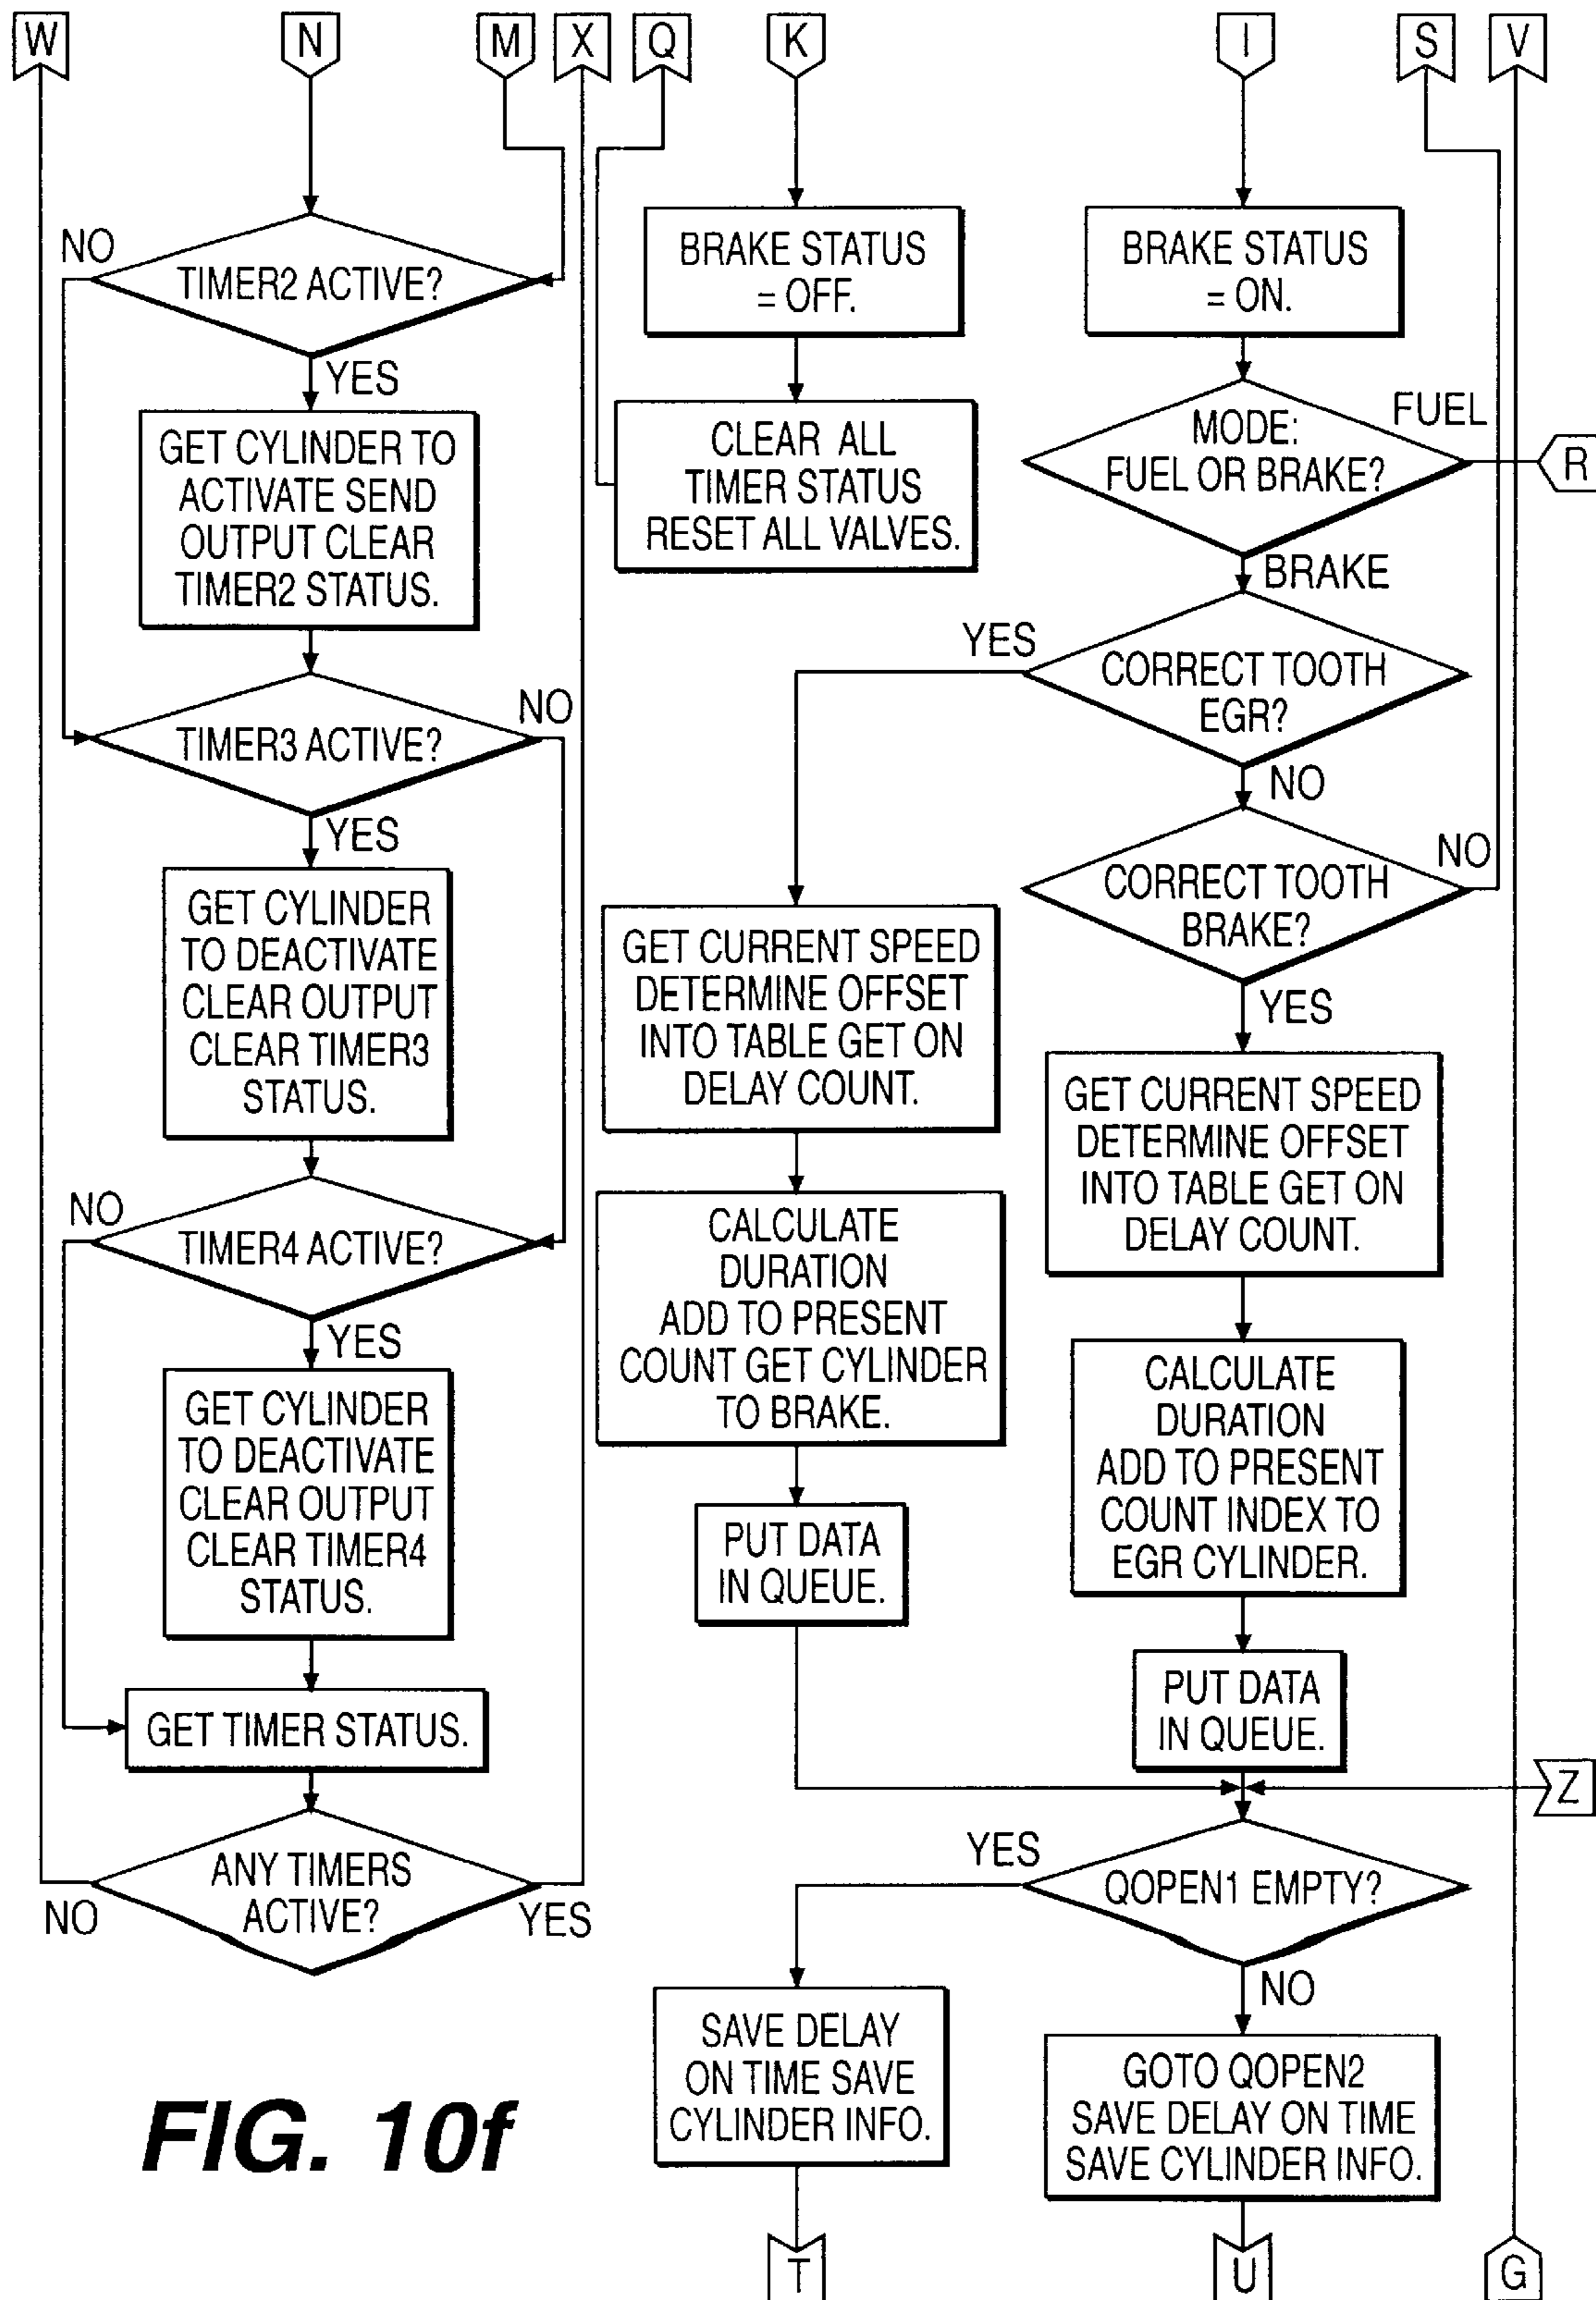 W
N
M
X
Q
K
I
S
V
NO
TIMER2 ACTIVE?
YES
GET CYLINDER TO
ACTIVATE SEND
OUTPUT CLEAR
TIMER2 STATUS.
NO
TIMER3 ACTIVE?
YES
GET CYLINDER
TO DEACTIVATE
CLEAR OUTPUT
CLEAR TIMER3
STATUS.
NO
TIMER4 ACTIVE?
YES
GET CYLINDER
TO DEACTIVATE
CLEAR OUTPUT
CLEAR TIMER4
STATUS.
GET TIMER STATUS.
ANY TIMERS
ACTIVE?
NO
YES
BRAKE STATUS
= OFF.
CLEAR ALL
TIMER STATUS
RESET ALL VALVES.
BRAKE STATUS
= ON.
MODE:
FUEL OR BRAKE?
FUEL
R
BRAKE
YES
CORRECT TOOTH
EGR?
NO
CORRECT TOOTH
BRAKE?
NO
YES
GET CURRENT SPEED
DETERMINE OFFSET
INTO TABLE GET ON
DELAY COUNT.
CALCULATE
DURATION
ADD TO PRESENT
COUNT GET CYLINDER
TO BRAKE.
PUT DATA
IN QUEUE.
GET CURRENT SPEED
DETERMINE OFFSET
INTO TABLE GET ON
DELAY COUNT.
CALCULATE
DURATION
ADD TO PRESENT
COUNT INDEX TO
EGR CYLINDER.
PUT DATA
IN QUEUE.
Z
YES
QOPEN1 EMPTY?
NO
SAVE DELAY
ON TIME SAVE
CYLINDER INFO.
GOTO QOPEN2
SAVE DELAY ON TIME
SAVE CYLINDER INFO.
T
U
G
FIG. 10f